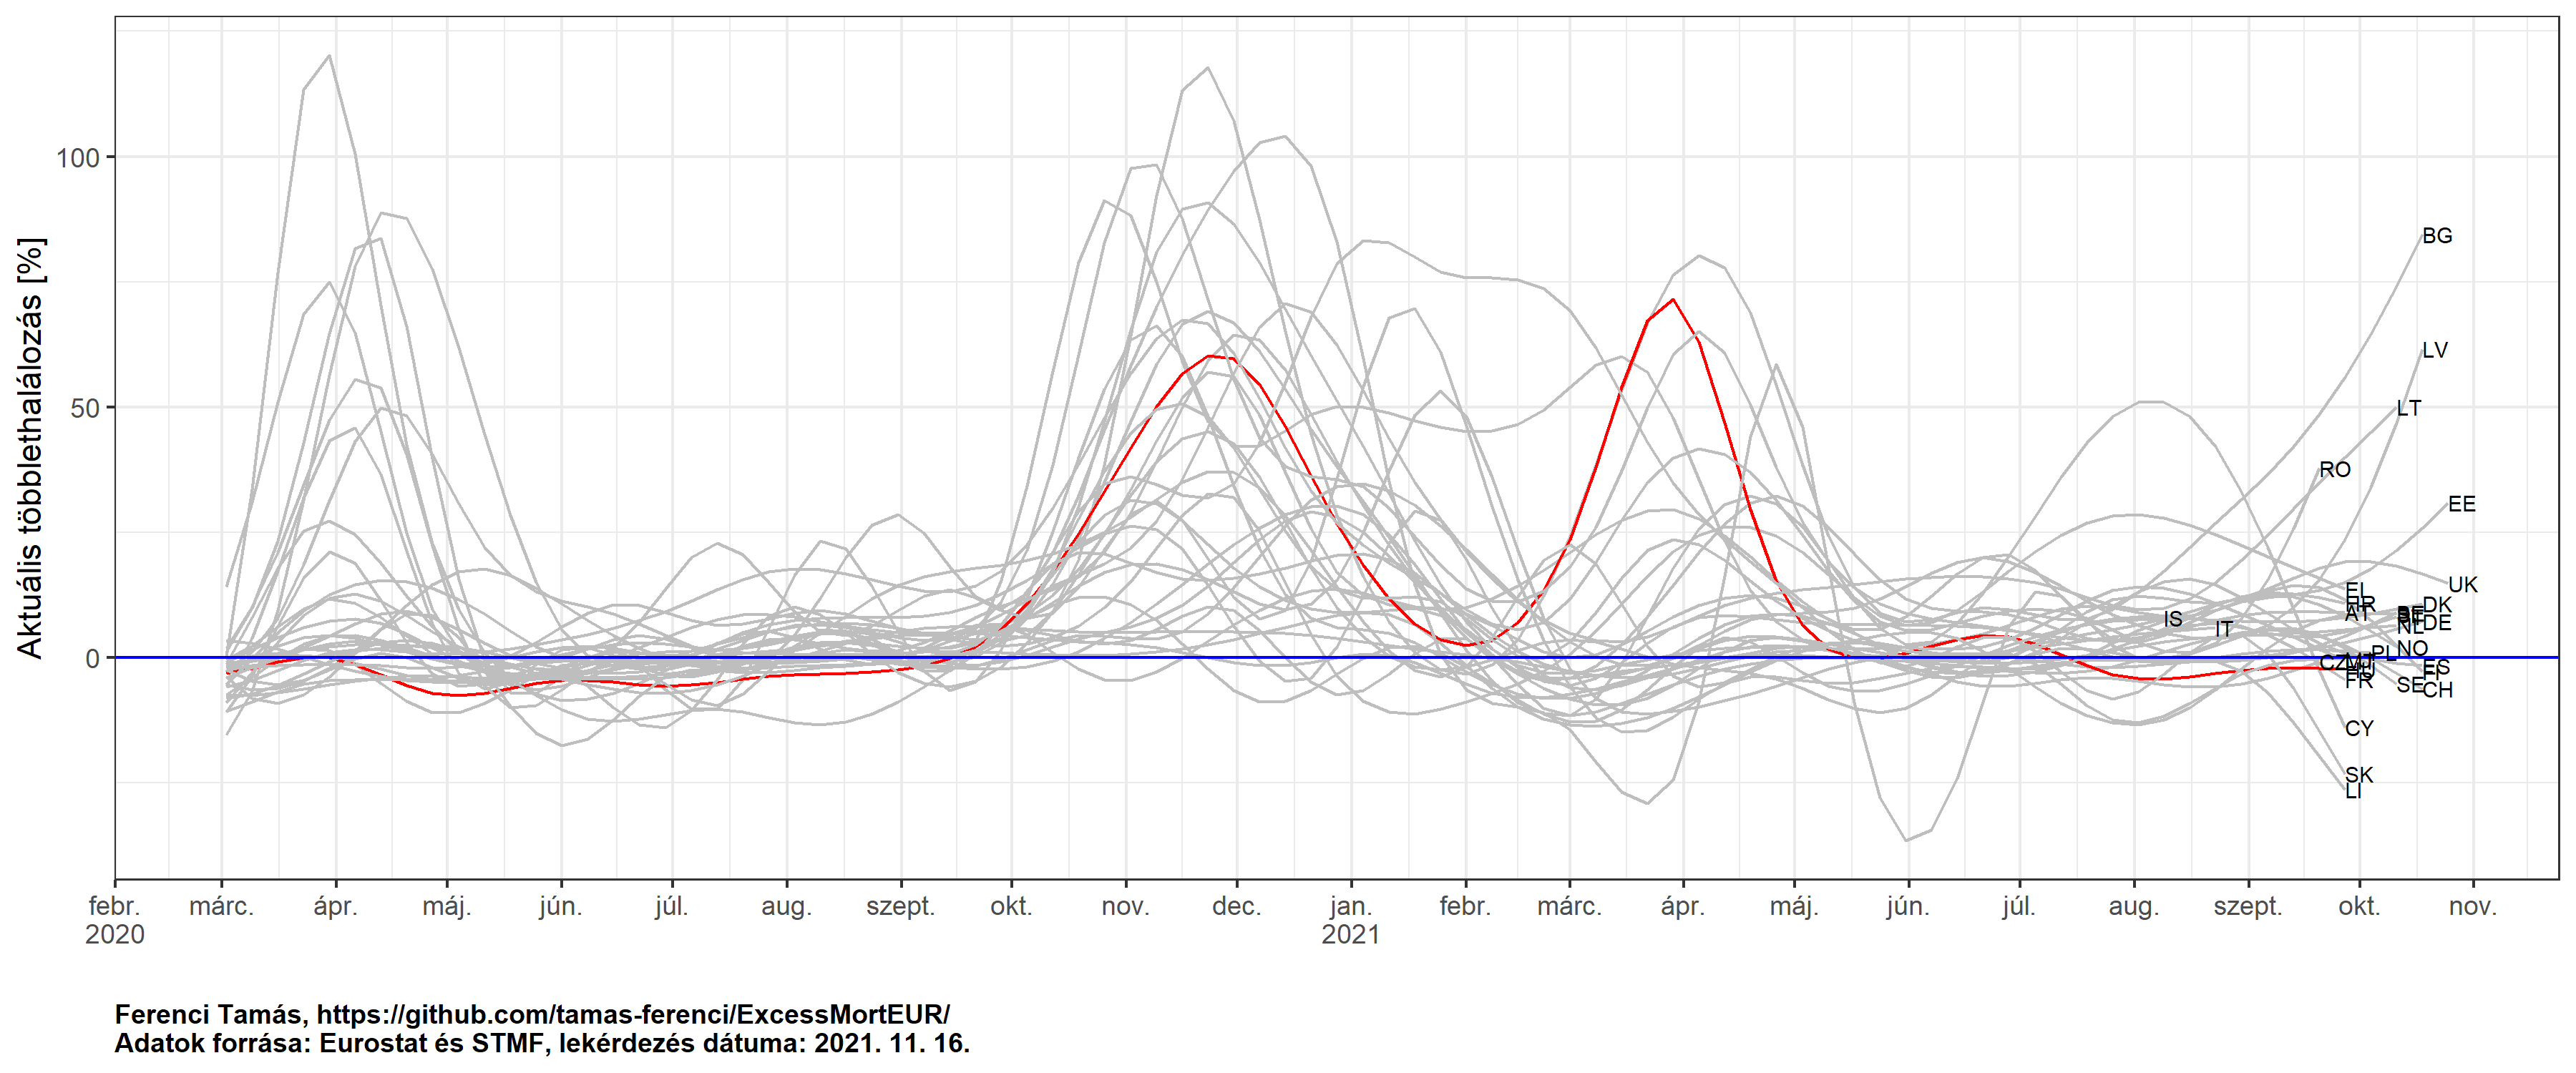 Aktuális többlethalálozás [%]
100
50
0
BG
LV
LT
RO
EE
UK
EL
HR
AT
BE
NL
DK
DE
IS
IT
NO
PL
CZ
HU
FR
ES
FI
SE
CH
CY
SK
LI
febr. márc. ápr. máj. jún. júl. aug. szept. okt. nov. dec. jan. febr. márc. ápr. máj. jún. júl. aug. szept. okt. nov.
2020 2021
Ferenci Tamás, https://github.com/tamas-ferenci/ExcessMortEUR/
Adatok forrása: Eurostat és STMF, lekérdezés dátuma: 2021. 11. 16.